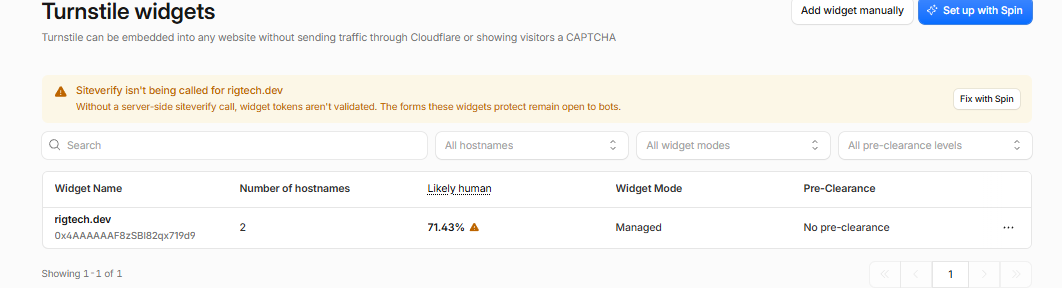 Turnstile widgets
Add widget manually
Set up with Spin
Turnstile can be embedded into any website without sending traffic through Cloudflare or showing visitors a CAPTCHA
Siteverify isn't being called for rigtech.dev
Without a server-side siteverify call, widget tokens aren't validated. The forms these widgets protect remain open to bots.
Fix with Spin
Search
All hostnames
All widget modes
All pre-clearance levels
Widget Name
Number of hostnames
Likely human
Widget Mode
Pre-Clearance
rigtech.dev
0x4AAAAAAF8zSBI82qx719d9
2
71.43%
Managed
No pre-clearance
Showing 1-1 of 1
1